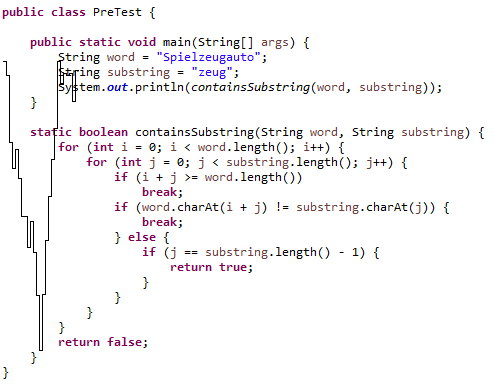 public class PreTest {
public static void main(String[] args) {
String word = "Spielzeugauto";
String substring = "zeug";
System.out.println(containsSubstring(word, substring));
}
static boolean containsSubstring(String word, String substring) {
for (int i = 0; i < word.length(); i++) {
for (int j = 0; j < substring.length(); j++) {
if (i + j >= word.length())
break;
if (word.charAt(i + j) != substring.charAt(j)) {
break;
} else {
if (j == substring.length() - 1) {
return true;
}
}
}
}
return false;
}
}